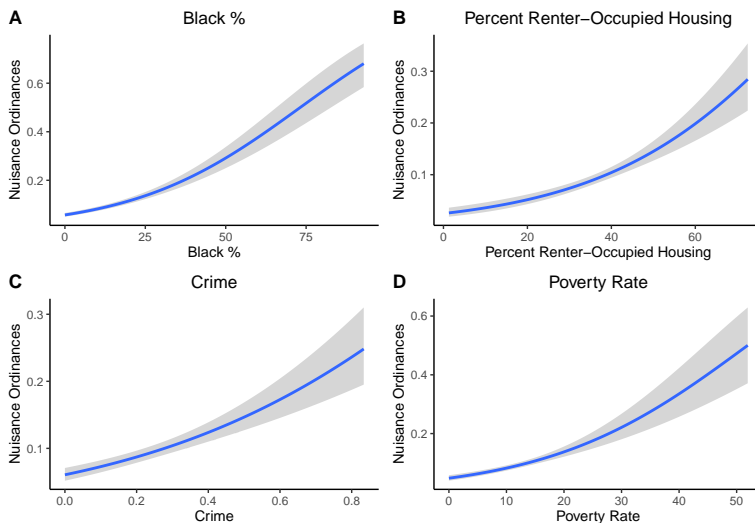 A
Black %
Nuisance Ordinances
0.6
0.4
0.2
0 25 50 75
Black %
B
Percent Renter−Occupied Housing
Nuisance Ordinances
0.3
0.2
0.1
0 20 40 60
Percent Renter−Occupied Housing
C
Crime
Nuisance Ordinances
0.3
0.2
0.1
0.0 0.2 0.4 0.6 0.8
Crime
D
Poverty Rate
Nuisance Ordinances
0.6
0.4
0.2
0 10 20 30 40 50
Poverty Rate